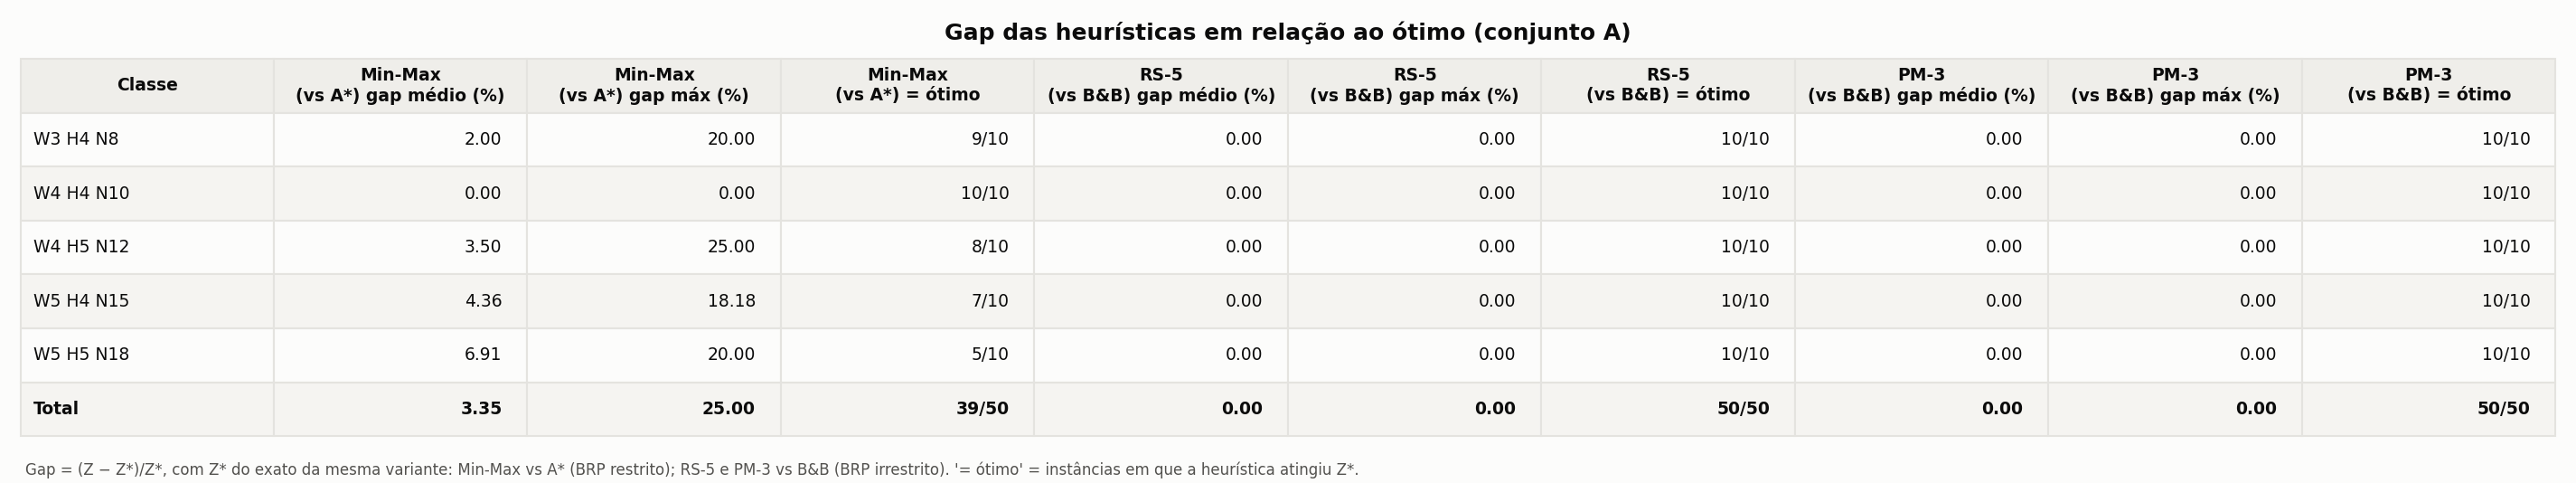 Gap das heurísticas em relação ao ótimo (conjunto A)
Classe | Min-Max (vs A*) gap médio (%) | Min-Max (vs A*) gap máx (%) | Min-Max (vs A*) = ótimo | RS-5 (vs B&B) gap médio (%) | RS-5 (vs B&B) gap máx (%) | RS-5 (vs B&B) = ótimo | PM-3 (vs B&B) gap médio (%) | PM-3 (vs B&B) gap máx (%) | PM-3 (vs B&B) = ótimo
W3 H4 N8 | 2.00 | 20.00 | 9/10 | 0.00 | 0.00 | 10/10 | 0.00 | 0.00 | 10/10
W4 H4 N10 | 0.00 | 0.00 | 10/10 | 0.00 | 0.00 | 10/10 | 0.00 | 0.00 | 10/10
W4 H5 N12 | 3.50 | 25.00 | 8/10 | 0.00 | 0.00 | 10/10 | 0.00 | 0.00 | 10/10
W5 H4 N15 | 4.36 | 18.18 | 7/10 | 0.00 | 0.00 | 10/10 | 0.00 | 0.00 | 10/10
W5 H5 N18 | 6.91 | 20.00 | 5/10 | 0.00 | 0.00 | 10/10 | 0.00 | 0.00 | 10/10
Total | 3.35 | 25.00 | 39/50 | 0.00 | 0.00 | 50/50 | 0.00 | 0.00 | 50/50
Gap = (Z − Z*)/Z*, com Z* do exato da mesma variante: Min-Max vs A* (BRP restrito); RS-5 e PM-3 vs B&B (BRP irrestrito). '= ótimo' = instâncias em que a heurística atingiu Z*.